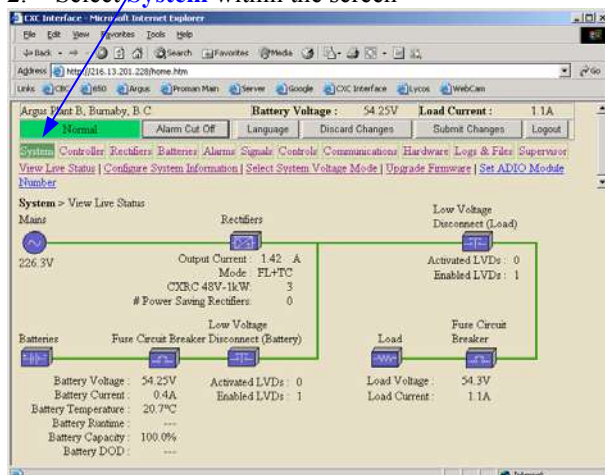 2. Select System within the screen
CXC Interface - Microsoft Internet Explorer
File Edit View Favorites Tools Help
Back Search Favorites Media
Address http://216.13.201.228/home.htm Go
Links CBC 650 Argus Proman Man Server Google CXC Interface Lycos WebCam
Argus Plant B, Burnaby, B.C. Battery Voltage : 54.25V Load Current : 1.1A
Normal Alarm Cut Off Language Discard Changes Submit Changes Logout
System Controller Rectifiers Batteries Alarms Signals Controls Communications Hardware Logs & Files Supervisor
View Live Status | Configure System Information | Select System Voltage Mode | Upgrade Firmware | Set ADIO Module
Number
System > View Live Status
Mains Rectifiers Low Voltage
Disconnect (Load)
226.3V Output Current : 1.42 A Activated LVDs : 0
Mode : FL+TC Enabled LVDs : 1
CXRC 48V-1kW: 3
# Power Saving Rectifiers: 0
Low Voltage Fuse Circuit
Batteries Fuse Circuit Breaker Disconnect (Battery) Load Breaker
Battery Voltage : 54.25V Activated LVDs : 0 Load Voltage : 54.3V
Battery Current : 0.4A Enabled LVDs : 1 Load Current : 1.1A
Battery Temperature : 20.7°C
Battery Runtime : ---
Battery Capacity : 100.0%
Battery DOD : ---
Internet